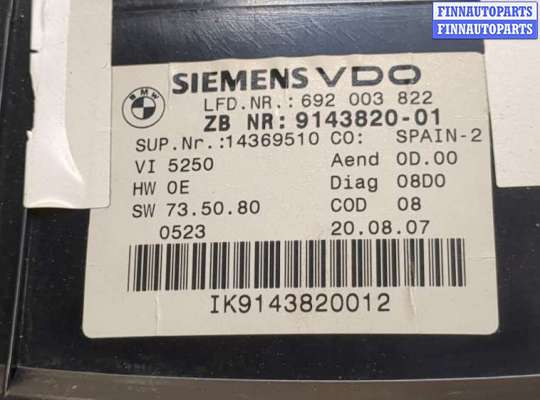 FINNAUTOPARTS
FINNAUTOPARTS
BMW
SIEMENS VDO
LFD.NR.:692 003 822
ZB NR: 9143820-01
SUP.Nr.:14369510 CO: SPAIN-2
VI 5250 Aend 0D.00
HW 0E Diag 08D0
SW 73.50.80 COD 08
0523 20.08.07
IK9143820012